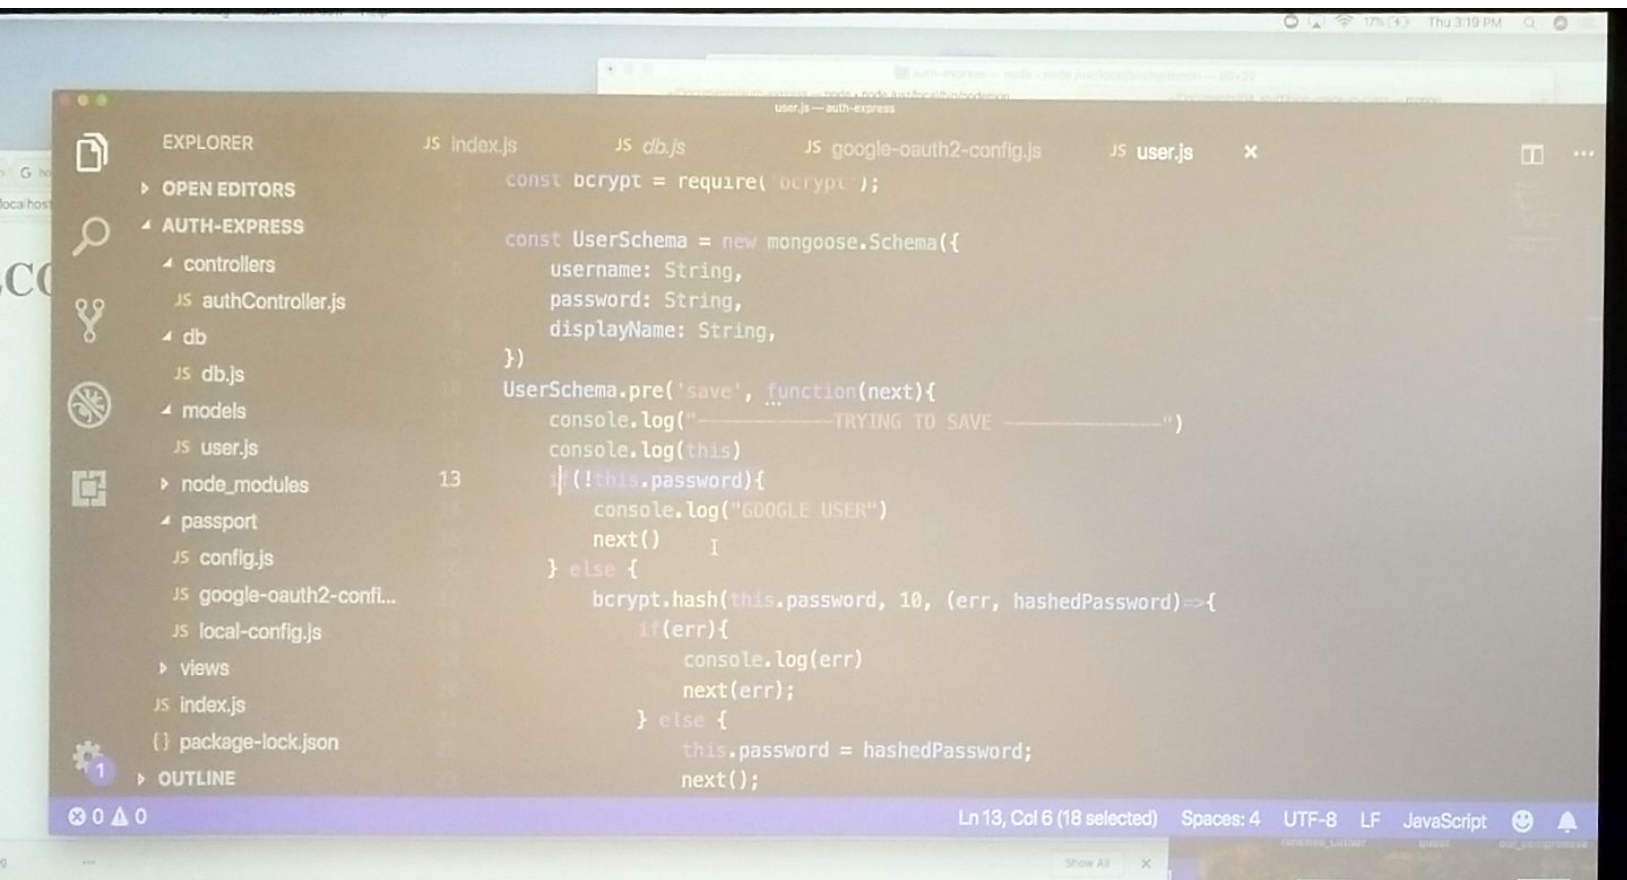 17% Thu 3:19 PM
user.js — auth-express
EXPLORER
JS index.js
JS db.js
JS google-oauth2-config.js
JS user.js
OPEN EDITORS
AUTH-EXPRESS
controllers
JS authController.js
db
JS db.js
models
JS user.js
node_modules
passport
JS config.js
JS google-oauth2-confi...
JS local-config.js
views
JS index.js
{} package-lock.json
OUTLINE
const bcrypt = require('bcrypt');
const UserSchema = new mongoose.Schema({
username: String,
password: String,
displayName: String,
})
UserSchema.pre('save', function(next){
console.log("————————————TRYING TO SAVE ——————————————")
console.log(this)
13 if(!this.password){
console.log("GOOGLE USER")
next()
} else {
bcrypt.hash(this.password, 10, (err, hashedPassword)=>{
if(err){
console.log(err)
next(err);
} else {
this.password = hashedPassword;
next();
1
0 0
Ln 13, Col 6 (18 selected) Spaces: 4 UTF-8 LF JavaScript
Show All